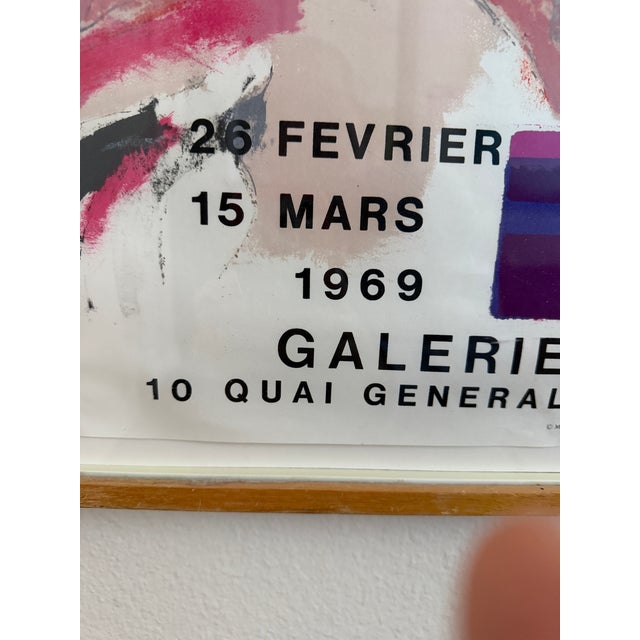 26 FEVRIER
15 MARS
1969
GALERIE
10 QUAI GENERAL